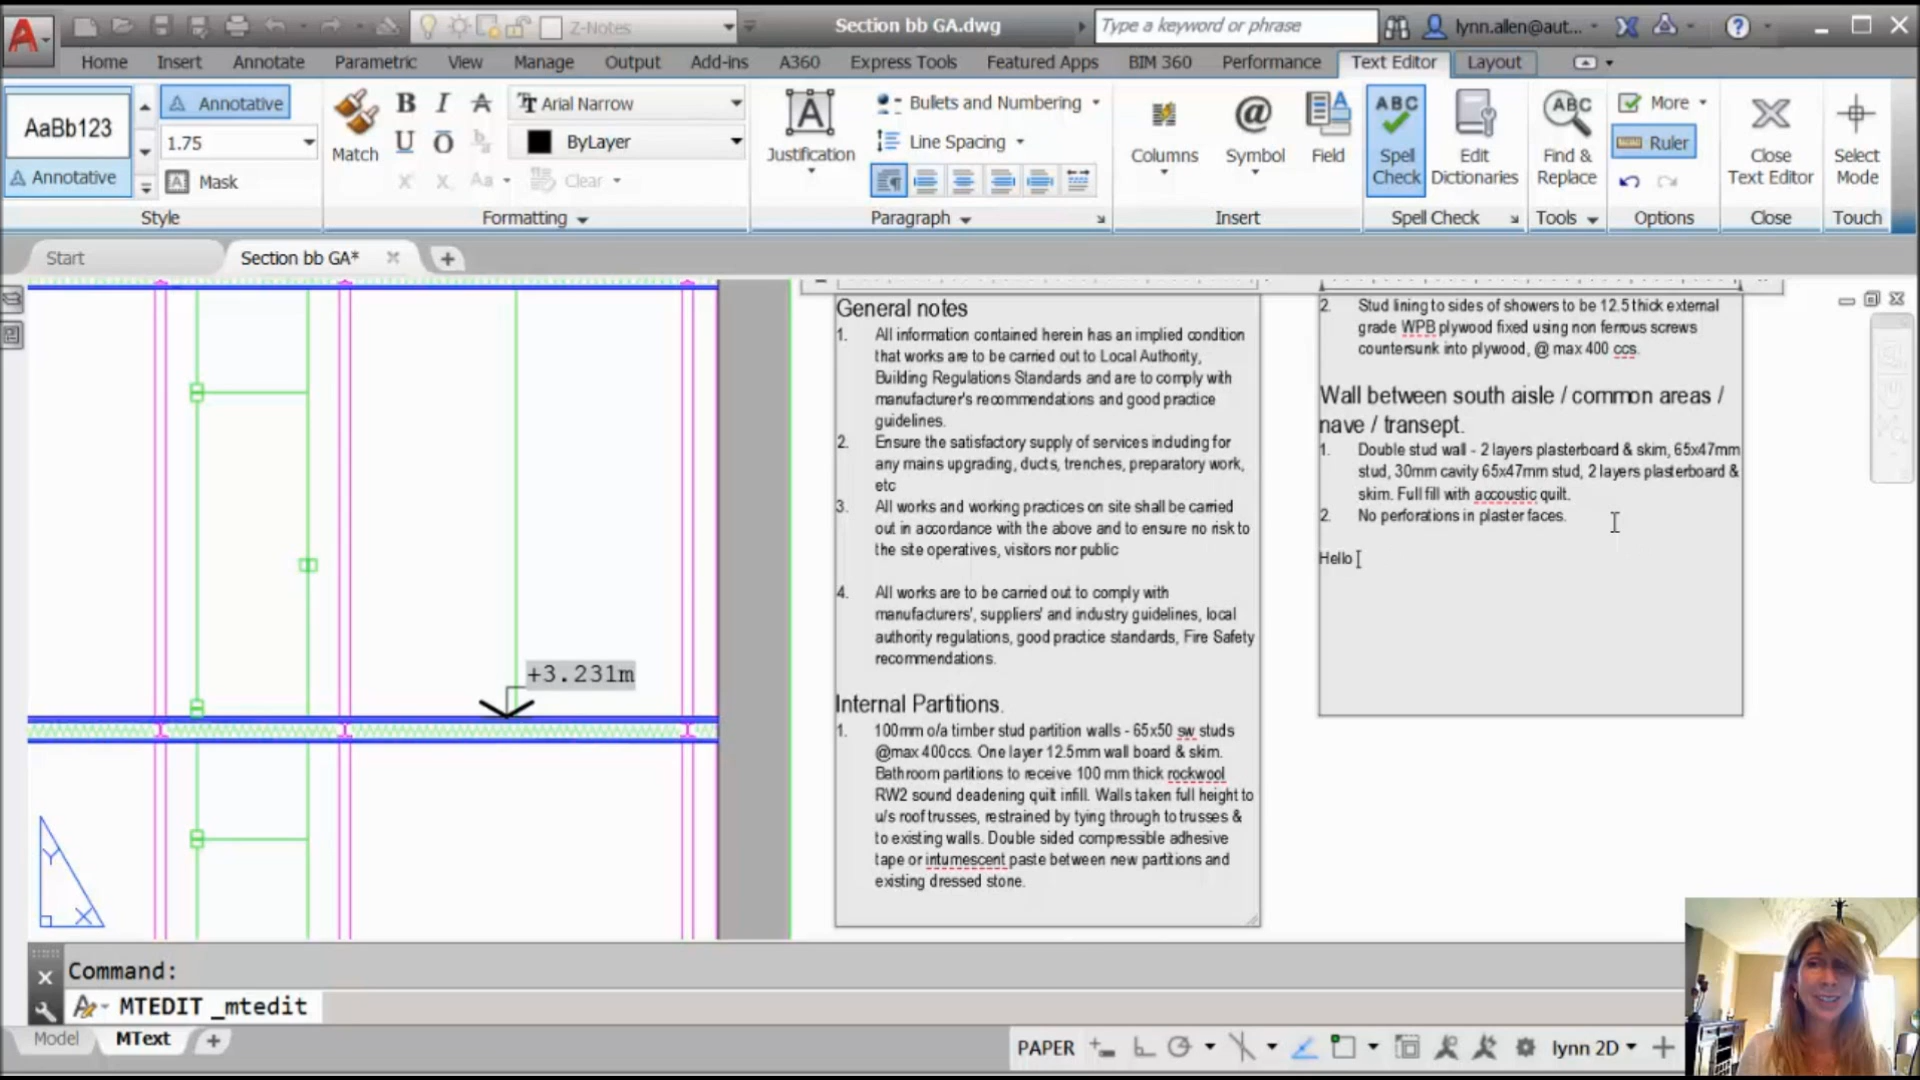 Z-Notes
Section bb GA.dwg
Type a keyword or phrase
lynn.allen@aut...
Home
Insert
Annotate
Parametric
View
Manage
Output
Add-ins
A360
Express Tools
Featured Apps
BIM 360
Performance
Text Editor
Layout
AaBb123
Annotative
Annotative
1.75
Mask
Style
Match
Arial Narrow
ByLayer
Clear
Formatting
Justification
Bullets and Numbering
Line Spacing
Paragraph
Columns
Symbol
Field
Insert
ABC
Spell
Check
Edit
Dictionaries
Spell Check
ABC
Find &
Replace
Tools
More
Ruler
Options
Close
Text Editor
Close
Select
Mode
Touch
Start
Section bb GA*
+3.231m
Y
X
General notes
1. All information contained herein has an implied condition
that works are to be carried out to Local Authority,
Building Regulations Standards and are to comply with
manufacturer's recommendations and good practice
guidelines.
2. Ensure the satisfactory supply of services including for
any mains upgrading, ducts, trenches, preparatory work,
etc
3. All works and working practices on site shall be carried
out in accordance with the above and to ensure no risk to
the site operatives, visitors nor public
4. All works are to be carried out to comply with
manufacturers', suppliers' and industry guidelines, local
authority regulations, good practice standards, Fire Safety
recommendations.
Internal Partitions.
1. 100mm o/a timber stud partition walls - 65x50 sw studs
@max 400ccs. One layer 12.5mm wall board & skim.
Bathroom partitions to receive 100 mm thick rockwool
RW2 sound deadening quilt infill. Walls taken full height to
u/s roof trusses, restrained by tying through to trusses &
to existing walls. Double sided compressible adhesive
tape or intumescent paste between new partitions and
existing dressed stone.
2. Stud lining to sides of showers to be 12.5 thick external
grade WPB plywood fixed using non ferrous screws
countersunk into plywood, @ max 400 ccs.
Wall between south aisle / common areas /
nave / transept.
1. Double stud wall - 2 layers plasterboard & skim, 65x47mm
stud, 30mm cavity 65x47mm stud, 2 layers plasterboard &
skim. Full fill with accoustic quilt.
2. No perforations in plaster faces.
Hello
Command:
MTEDIT _mtedit
Model
MText
PAPER
lynn 2D